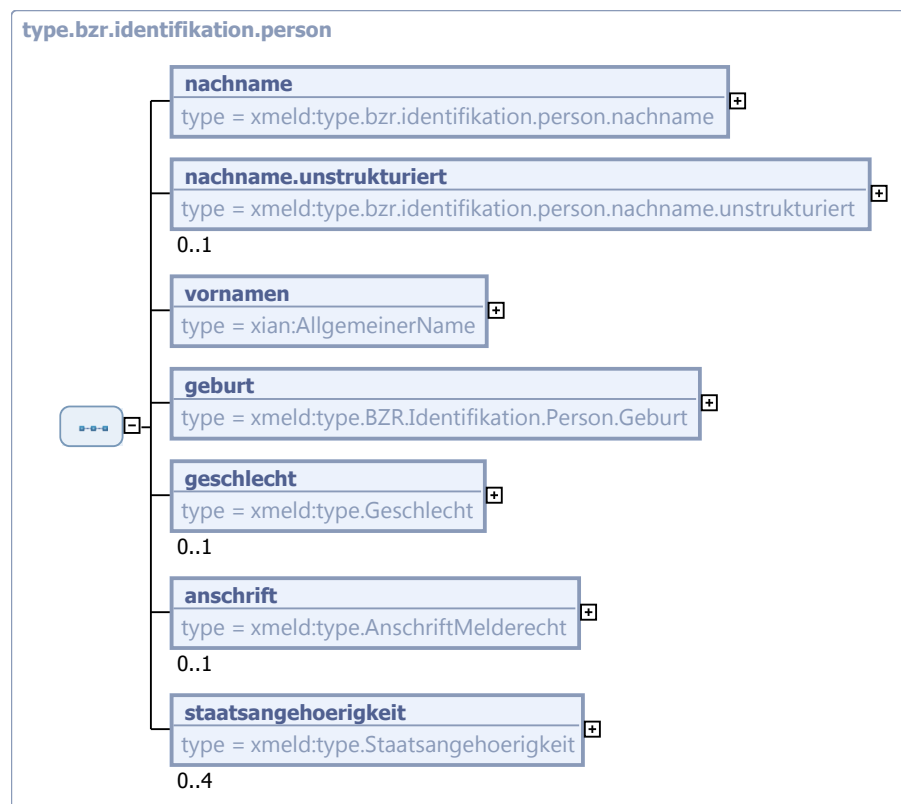 type.bzr.identifikation.person
nachname
type = xmeld:type.bzr.identifikation.person.nachname
nachname.unstrukturiert
type = xmeld:type.bzr.identifikation.person.nachname.unstrukturiert
0..1
vornamen
type = xian:AllgemeinerName
geburt
type = xmeld:type.BZR.Identifikation.Person.Geburt
geschlecht
type = xmeld:type.Geschlecht
0..1
anschrift
type = xmeld:type.AnschriftMelderecht
0..1
staatsangehoerigkeit
type = xmeld:type.Staatsangehoerigkeit
0..4